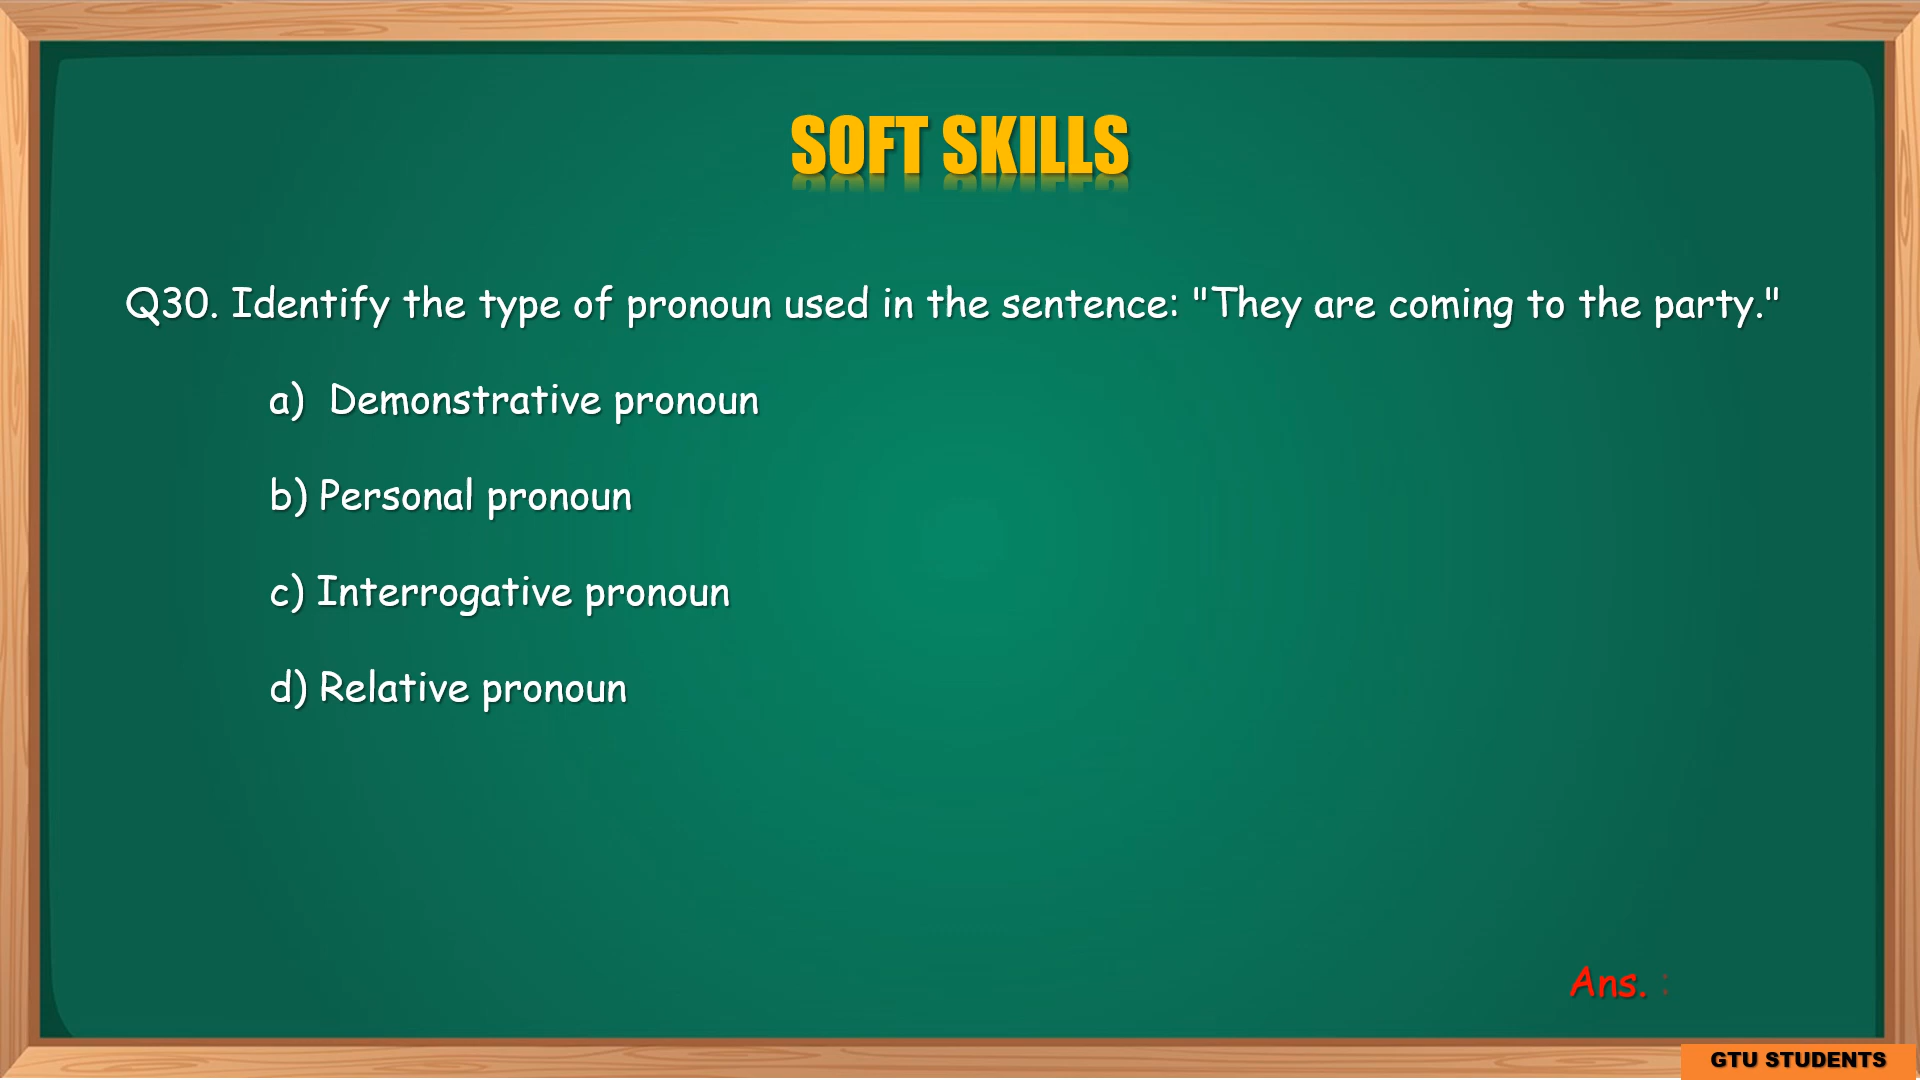 SOFT SKILLS
Q30. Identify the type of pronoun used in the sentence: "They are coming to the party."
a) Demonstrative pronoun
b) Personal pronoun
c) Interrogative pronoun
d) Relative pronoun
Ans. :
GTU STUDENTS